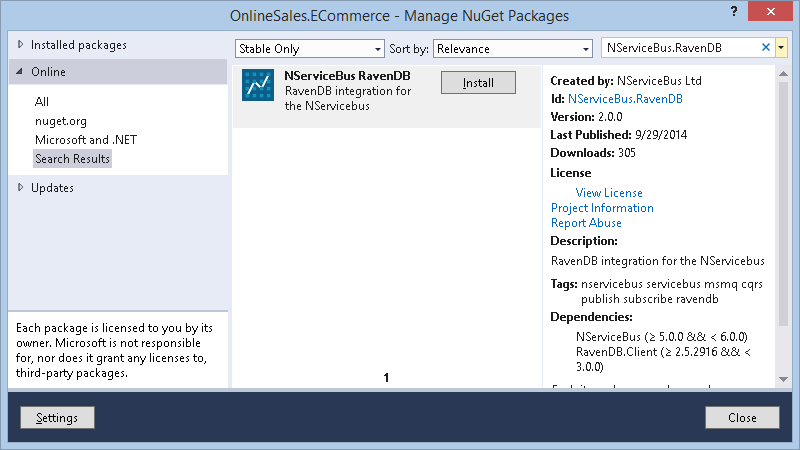 OnlineSales.ECommerce - Manage NuGet Packages
Installed packages
Online
All
nuget.org
Microsoft and .NET
Search Results
Updates
Each package is licensed to you by its
owner. Microsoft is not responsible
for, nor does it grant any licenses to,
third-party packages.
Stable Only
Sort by: Relevance
NServiceBus.RavenDB
NServiceBus RavenDB
RavenDB integration for
the NServicebus
Install
1
Created by: NServiceBus Ltd
Id: NServiceBus.RavenDB
Version: 2.0.0
Last Published: 9/29/2014
Downloads: 305
License
View License
Project Information
Report Abuse
Description:
RavenDB integration for the NServicebus
Tags: nservicebus servicebus msmq cqrs
publish subscribe ravendb
Dependencies:
NServiceBus (≥ 5.0.0 && < 6.0.0)
RavenDB.Client (≥ 2.5.2916 && <
3.0.0)
Settings
Close